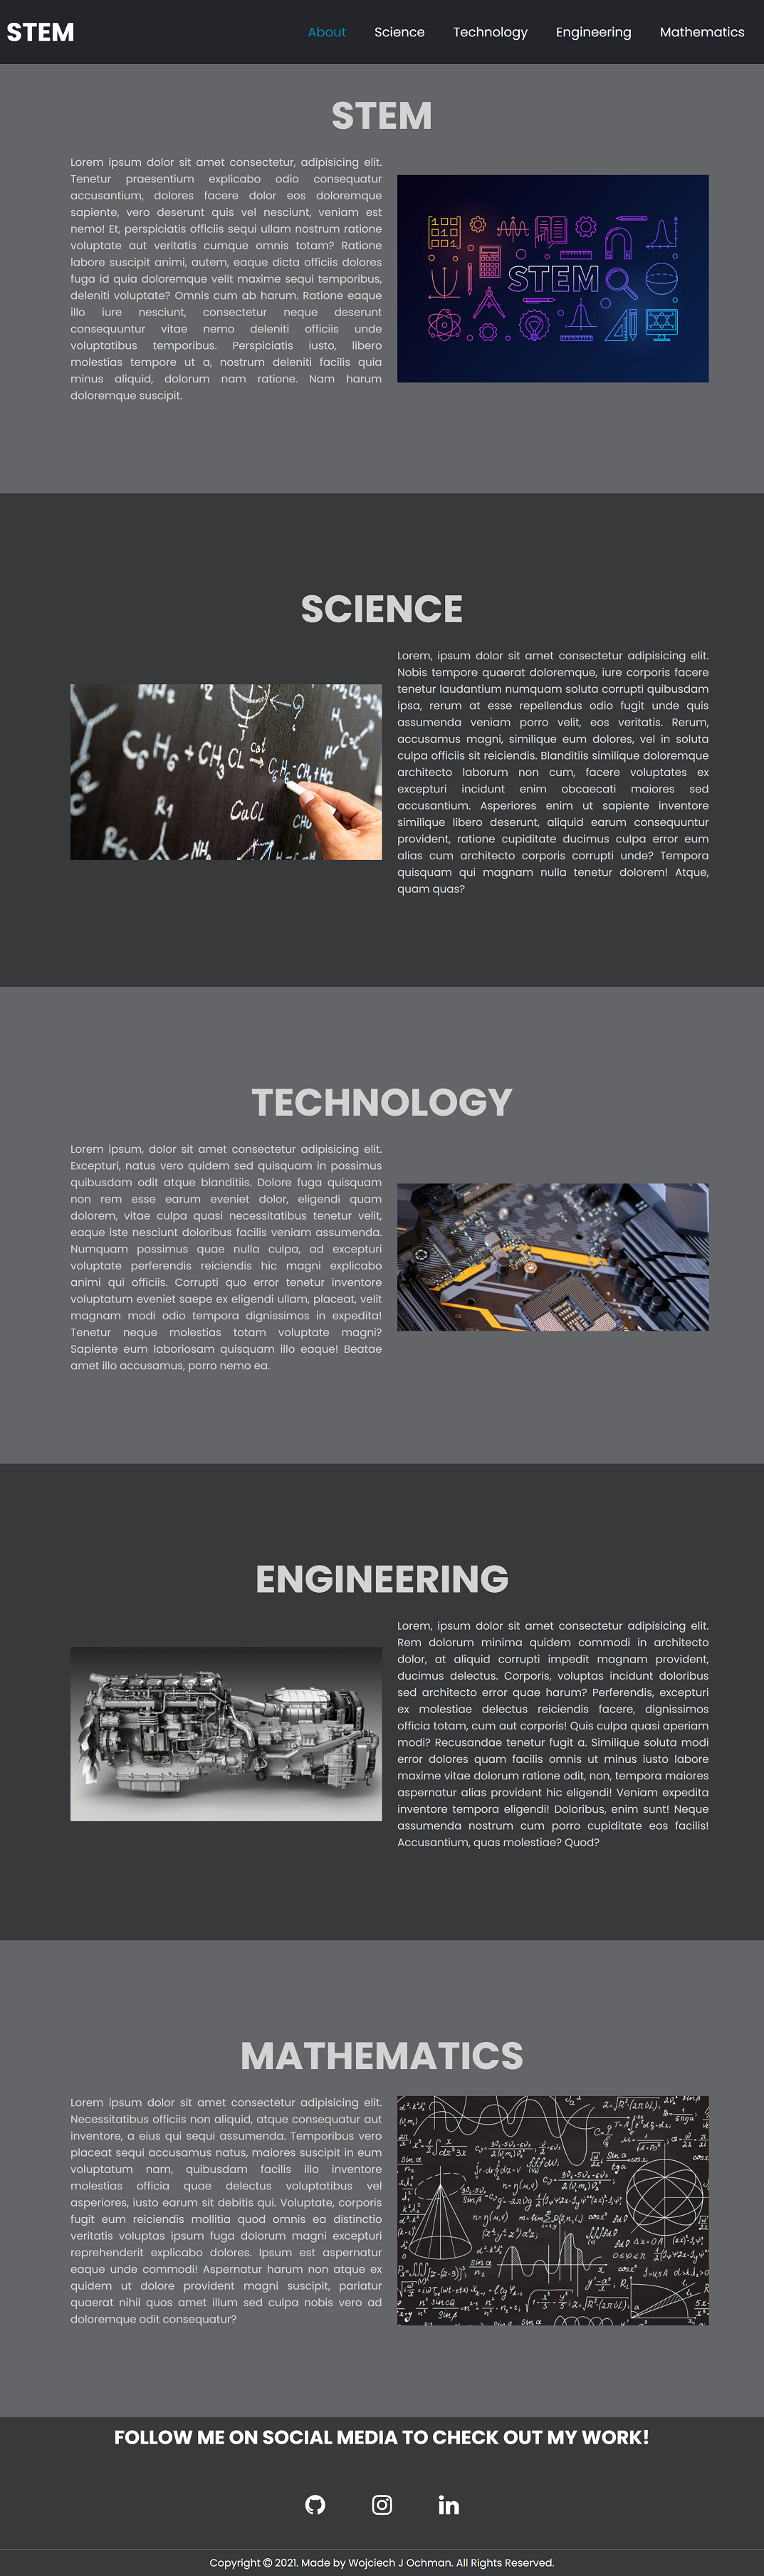 STEM
About Science Technology Engineering Mathematics
STEM
Lorem ipsum dolor sit amet consectetur, adipisicing elit.
Tenetur praesentium explicabo odio consequatur
accusantium, dolores facere dolor eos doloremque
sapiente, vero deserunt quis vel nesciunt, veniam est
nemo! Et, perspiciatis officiis sequi ullam nostrum ratione
voluptate aut veritatis cumque omnis totam? Ratione
labore suscipit animi, autem, eaque dicta officiis dolores
fuga id quia doloremque velit maxime sequi temporibus,
deleniti voluptate? Omnis cum ab harum. Ratione eaque
illo iure nesciunt, consectetur neque deserunt
consequuntur vitae nemo deleniti officiis unde
voluptatibus temporibus. Perspiciatis iusto, libero
molestias tempore ut a, nostrum deleniti facilis quia
minus aliquid, dolorum nam ratione. Nam harum
doloremque suscipit.
STEM
SCIENCE
C₆H₆ + CH₃CL
Cat
CaCl
R₁
NH
Lorem, ipsum dolor sit amet consectetur adipisicing elit.
Nobis tempore quaerat doloremque, iure corporis facere
tenetur laudantium numquam soluta corrupti quibusdam
ipsa, rerum at esse repellendus odio fugit unde quis
assumenda veniam porro velit, eos veritatis. Rerum,
accusamus magni, similique eum dolores, vel in soluta
culpa officiis sit reiciendis. Blanditiis similique doloremque
architecto laborum non cum, facere voluptates ex
excepturi incidunt enim obcaecati maiores sed
accusantium. Asperiores enim ut sapiente inventore
similique libero deserunt, aliquid earum consequuntur
provident, ratione cupiditate ducimus culpa error eum
alias cum architecto corporis corrupti unde? Tempora
quisquam qui magnam nulla tenetur dolorem! Atque,
quam quas?
TECHNOLOGY
Lorem ipsum, dolor sit amet consectetur adipisicing elit.
Excepturi, natus vero quidem sed quisquam in possimus
quibusdam odit atque blanditiis. Dolore fuga quisquam
non rem esse earum eveniet dolor, eligendi quam
dolorem, vitae culpa quasi necessitatibus tenetur velit,
eaque iste nesciunt doloribus facilis veniam assumenda.
Numquam possimus quae nulla culpa, ad excepturi
voluptate perferendis reiciendis hic magni explicabo
animi qui officiis. Corrupti quo error tenetur inventore
voluptatum eveniet saepe ex eligendi ullam, placeat, velit
magnam modi odio tempora dignissimos in expedita!
Tenetur neque molestias totam voluptate magni?
Sapiente eum laboriosam quisquam illo eaque! Beatae
amet illo accusamus, porro nemo ea.
ENGINEERING
Lorem, ipsum dolor sit amet consectetur adipisicing elit.
Rem dolorum minima quidem commodi in architecto
dolor, at aliquid corrupti impedit magnam provident,
ducimus delectus. Corporis, voluptas incidunt doloribus
sed architecto error quae harum? Perferendis, excepturi
ex molestiae delectus reiciendis facere, dignissimos
officia totam, cum aut corporis! Quis culpa quasi aperiam
modi? Recusandae tenetur fugit a. Similique soluta modi
error dolores quam facilis omnis ut minus iusto labore
maxime vitae dolorum ratione odit, non, tempora maiores
aspernatur alias provident hic eligendi! Veniam expedita
inventore tempora eligendi! Doloribus, enim sunt! Neque
assumenda nostrum cum porro cupiditate eos facilis!
Accusantium, quas molestiae? Quod?
MATHEMATICS
Lorem ipsum dolor sit amet consectetur adipisicing elit.
Necessitatibus officiis non aliquid, atque consequatur aut
inventore, a eius qui sequi assumenda. Temporibus vero
placeat sequi accusamus natus, maiores suscipit in eum
voluptatum nam, quibusdam facilis illo inventore
molestias officia quae delectus voluptatibus vel
asperiores, iusto earum sit debitis qui. Voluptate, corporis
fugit eum reiciendis mollitia quod omnis ea distinctio
veritatis voluptas ipsum fuga dolorum magni excepturi
reprehenderit explicabo dolores. Ipsum est aspernatur
eaque unde commodi! Aspernatur harum non atque ex
quidem ut dolore provident magni suscipit, pariatur
quaerat nihil quos amet illum sed culpa nobis vero ad
doloremque odit consequatur?
FOLLOW ME ON SOCIAL MEDIA TO CHECK OUT MY WORK!
in
Copyright © 2021. Made by Wojciech J Ochman. All Rights Reserved.